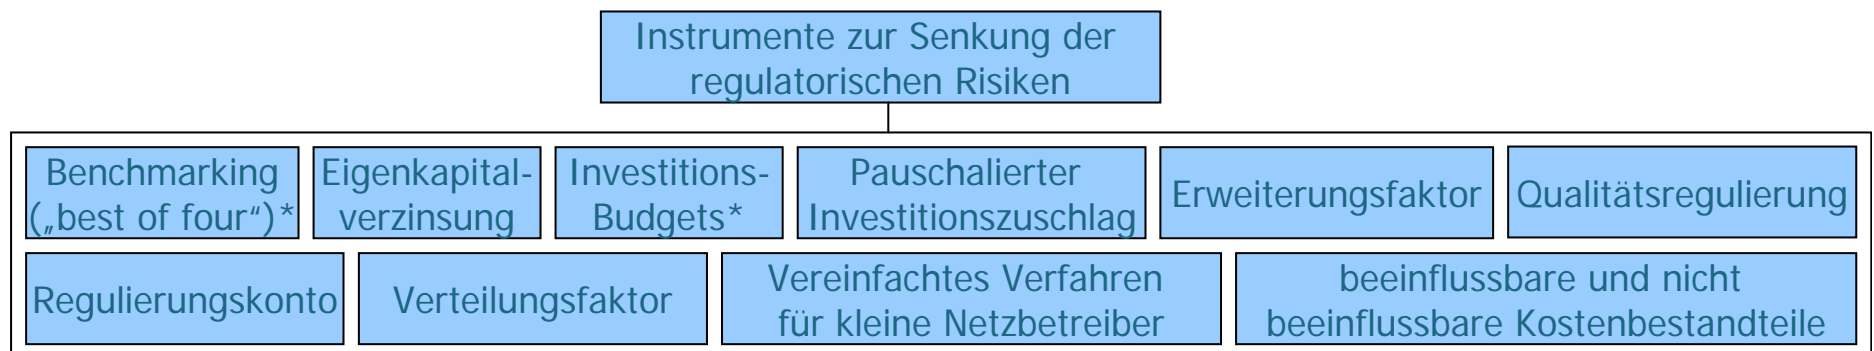 Instrumente zur Senkung der
regulatorischen Risiken
Benchmarking
(„best of four“)*
Eigenkapital-
verzinsung
Investitions-
Budgets*
Pauschalierter
Investitionszuschlag
Erweiterungsfaktor
Qualitätsregulierung
Regulierungskonto
Verteilungsfaktor
Vereinfachtes Verfahren
für kleine Netzbetreiber
beeinflussbare und nicht
beeinflussbare Kostenbestandteile